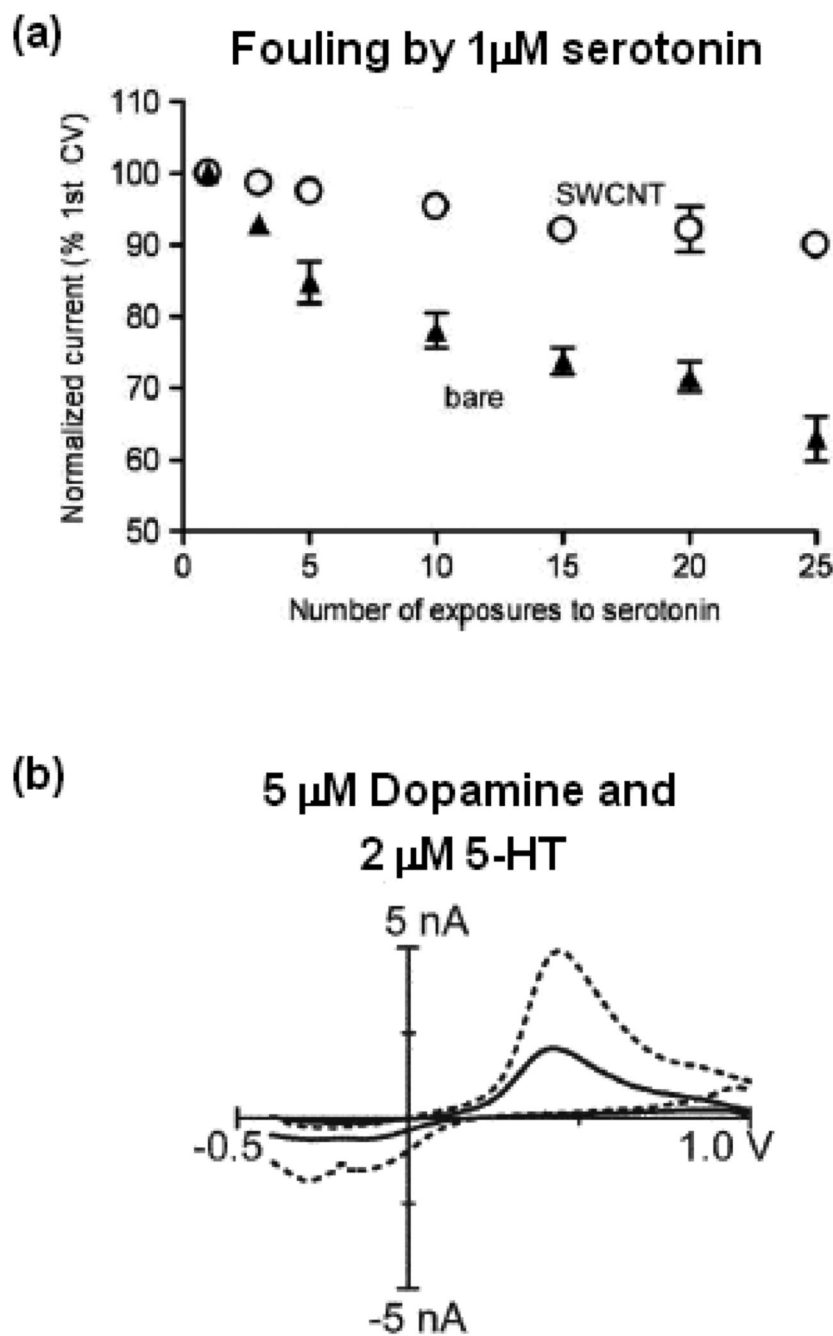 (a)
Fouling by 1μM serotonin
Normalized current (% 1st CV)
110
100
90
80
70
60
50
SWCNT
bare
0 5 10 15 20 25
Number of exposures to serotonin
(b)
5 μM Dopamine and
2 μM 5-HT
5 nA
-0.5
1.0 V
-5 nA